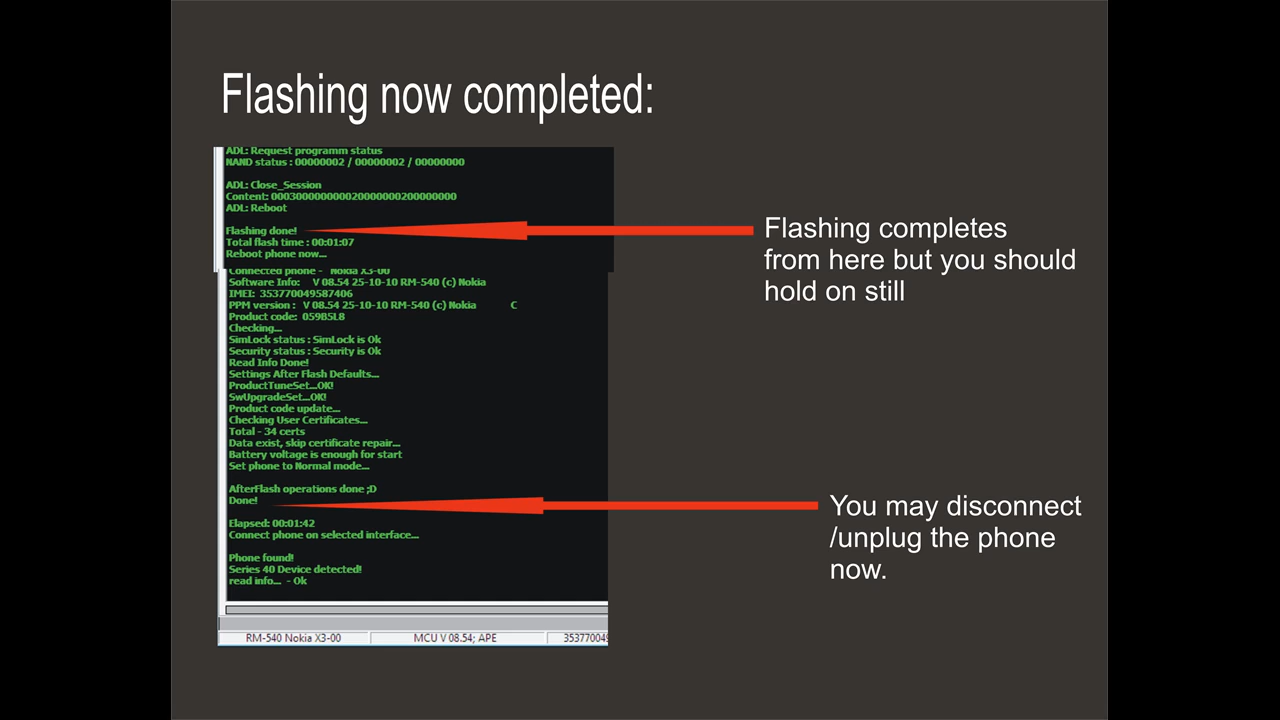 Flashing now completed:
ADL: Request programm status
NAND status : 00000002 / 00000002 / 00000000
ADL: Close_Session
Content: 000300000000020000000200000000
ADL: Reboot
Flashing done!
Total flash time : 00:01:07
Reboot phone now...
Flashing completes
from here but you should
hold on still
Connected phone - Nokia X3-00
Software Info: V 08.54 25-10-10 RM-540 (c) Nokia
IMEI: 353770049587406
PPM version : V 08.54 25-10-10 RM-540 (c) Nokia C
Product code: 059B5L8
Checking...
SimLock status : SimLock is Ok
Security status : Security is Ok
Read Info Done!
Settings After Flash Defaults...
ProductTuneSet...OK!
SwUpgradeSet...OK!
Product code update...
Checking User Certificates...
Total - 34 certs
Data exist, skip certificate repair...
Battery voltage is enough for start
Set phone to Normal mode...
AfterFlash operations done ;D
Done!
Elapsed: 00:01:42
Connect phone on selected interface...
Phone found!
Series 40 Device detected!
read info... - Ok
You may disconnect
/unplug the phone
now.
RM-540 Nokia X3-00 MCU V 08.54; APE 35377004